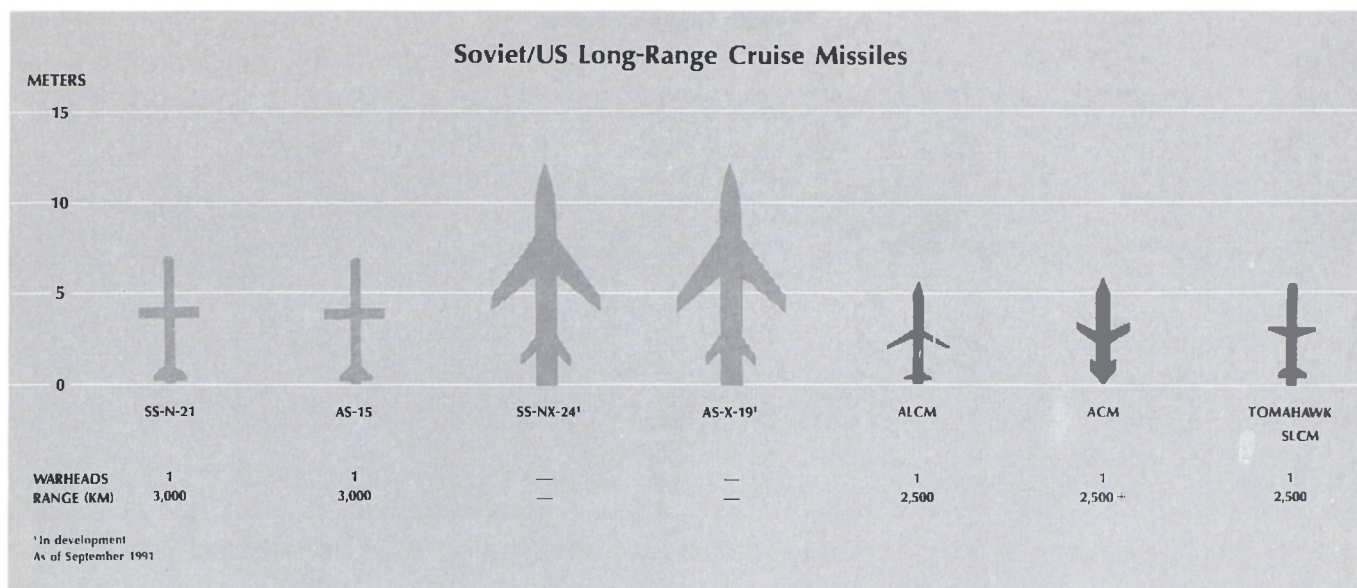 Soviet/US Long-Range Cruise Missiles
METERS
15
10
5
0
SS-N-21 AS-15 SS-NX-24¹ AS-X-19¹ ALCM ACM TOMAHAWK
SLCM
WARHEADS 1 1 — — 1 1 1
RANGE (KM) 3,000 3,000 — — 2,500 2,500 + 2,500
¹In development
As of September 1991